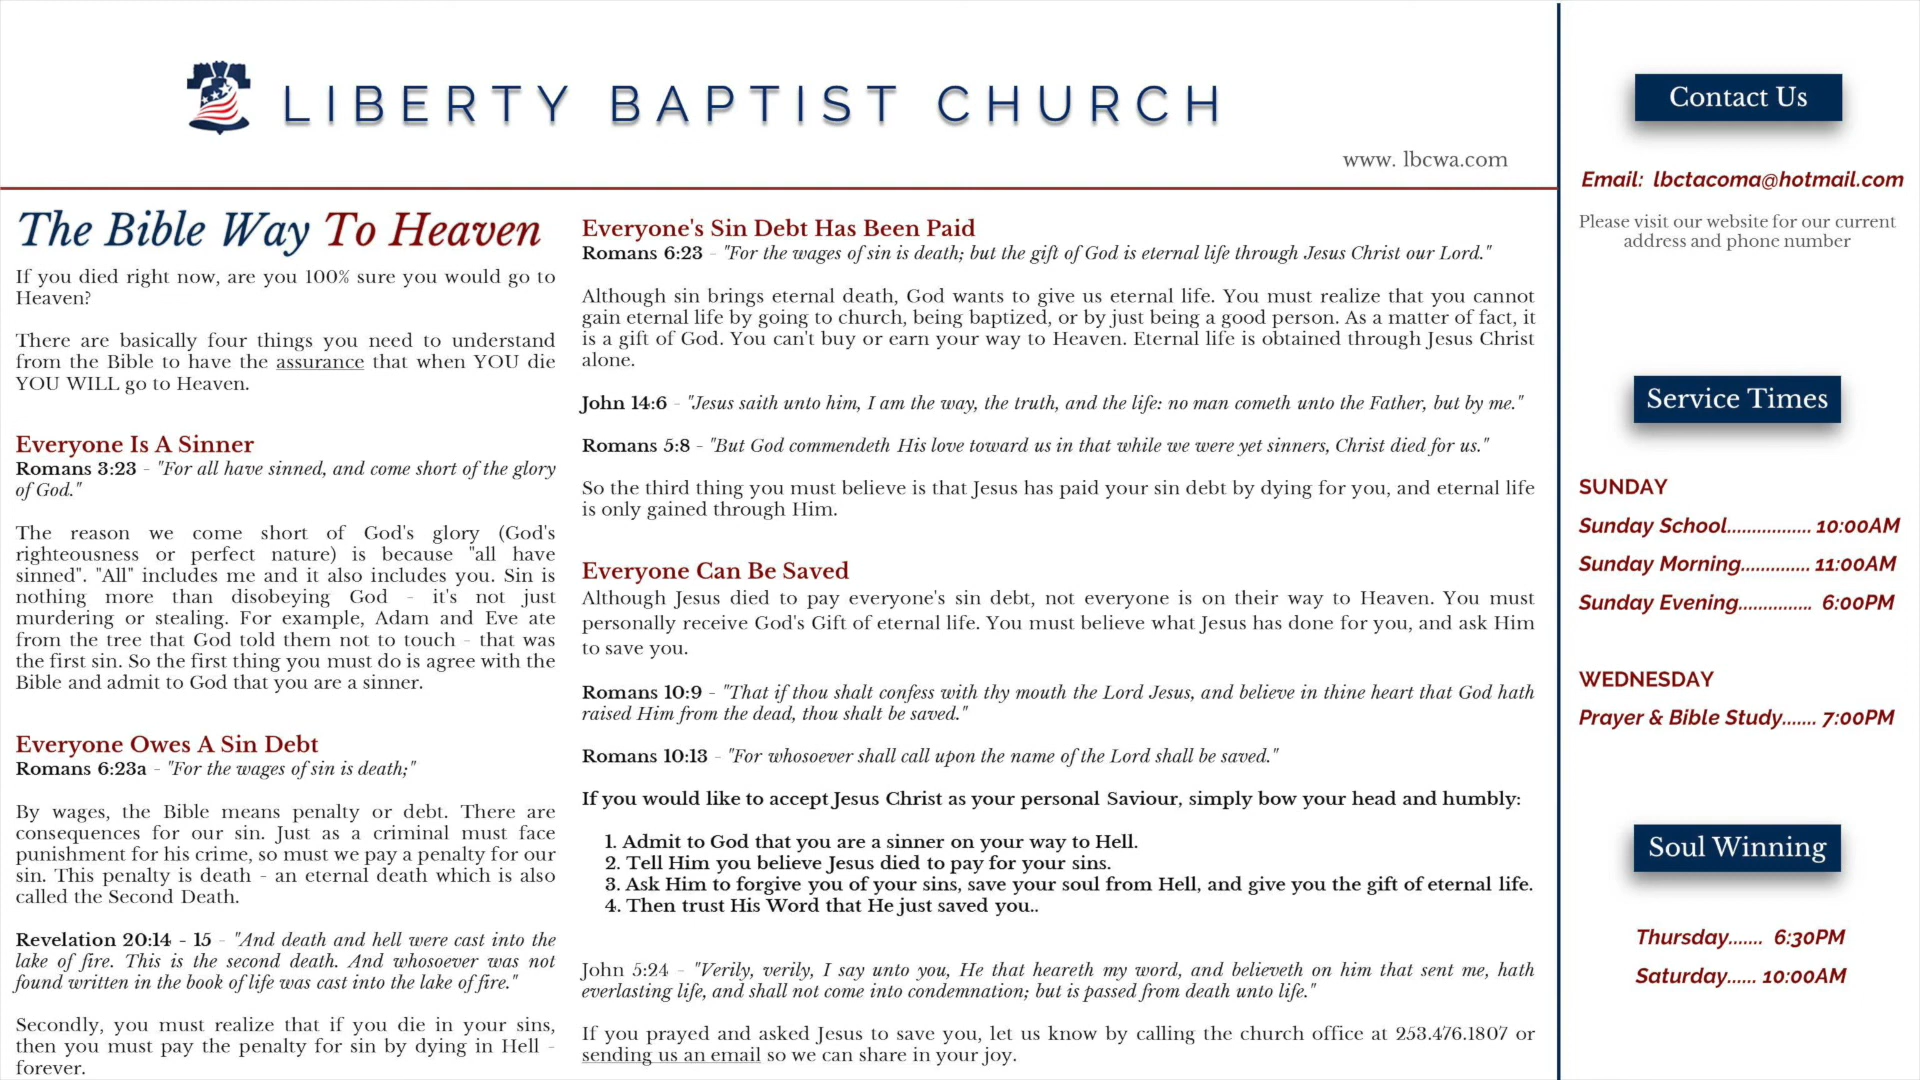 LIBERTY BAPTIST CHURCH
www. lbcwa.com
The Bible Way To Heaven
If you died right now, are you 100% sure you would go to
Heaven?
There are basically four things you need to understand
from the Bible to have the assurance that when YOU die
YOU WILL go to Heaven.
Everyone Is A Sinner
Romans 3:23 - "For all have sinned, and come short of the glory
of God."
The reason we come short of God's glory (God's
righteousness or perfect nature) is because "all have
sinned". "All" includes me and it also includes you. Sin is
nothing more than disobeying God - it's not just
murdering or stealing. For example, Adam and Eve ate
from the tree that God told them not to touch - that was
the first sin. So the first thing you must do is agree with the
Bible and admit to God that you are a sinner.
Everyone Owes A Sin Debt
Romans 6:23a - "For the wages of sin is death;"
By wages, the Bible means penalty or debt. There are
consequences for our sin. Just as a criminal must face
punishment for his crime, so must we pay a penalty for our
sin. This penalty is death - an eternal death which is also
called the Second Death.
Revelation 20:14 - 15 - "And death and hell were cast into the
lake of fire. This is the second death. And whosoever was not
found written in the book of life was cast into the lake of fire."
Secondly, you must realize that if you die in your sins,
then you must pay the penalty for sin by dying in Hell -
forever.
Everyone's Sin Debt Has Been Paid
Romans 6:23 - "For the wages of sin is death; but the gift of God is eternal life through Jesus Christ our Lord."
Although sin brings eternal death, God wants to give us eternal life. You must realize that you cannot
gain eternal life by going to church, being baptized, or by just being a good person. As a matter of fact, it
is a gift of God. You can't buy or earn your way to Heaven. Eternal life is obtained through Jesus Christ
alone.
John 14:6 - "Jesus saith unto him, I am the way, the truth, and the life: no man cometh unto the Father, but by me."
Romans 5:8 - "But God commendeth His love toward us in that while we were yet sinners, Christ died for us."
So the third thing you must believe is that Jesus has paid your sin debt by dying for you, and eternal life
is only gained through Him.
Everyone Can Be Saved
Although Jesus died to pay everyone's sin debt, not everyone is on their way to Heaven. You must
personally receive God's Gift of eternal life. You must believe what Jesus has done for you, and ask Him
to save you.
Romans 10:9 - "That if thou shalt confess with thy mouth the Lord Jesus, and believe in thine heart that God hath
raised Him from the dead, thou shalt be saved."
Romans 10:13 - "For whosoever shall call upon the name of the Lord shall be saved."
If you would like to accept Jesus Christ as your personal Saviour, simply bow your head and humbly:
1. Admit to God that you are a sinner on your way to Hell.
2. Tell Him you believe Jesus died to pay for your sins.
3. Ask Him to forgive you of your sins, save your soul from Hell, and give you the gift of eternal life.
4. Then trust His Word that He just saved you..
John 5:24 - "Verily, verily, I say unto you, He that heareth my word, and believeth on him that sent me, hath
everlasting life, and shall not come into condemnation; but is passed from death unto life."
If you prayed and asked Jesus to save you, let us know by calling the church office at 253.476.1807 or
sending us an email so we can share in your joy.
Contact Us
Email: lbctacoma@hotmail.com
Please visit our website for our current
address and phone number
Service Times
SUNDAY
Sunday School................. 10:00AM
Sunday Morning.............. 11:00AM
Sunday Evening............... 6:00PM
WEDNESDAY
Prayer & Bible Study....... 7:00PM
Soul Winning
Thursday....... 6:30PM
Saturday...... 10:00AM